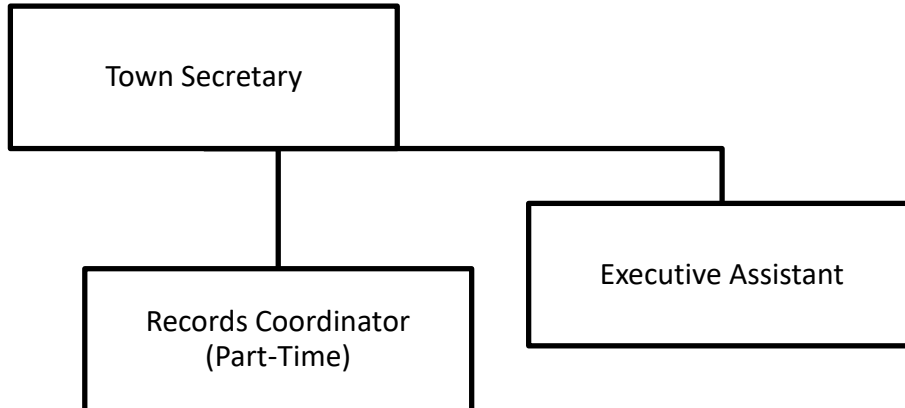 Town Secretary
Executive Assistant
Records Coordinator
(Part-Time)